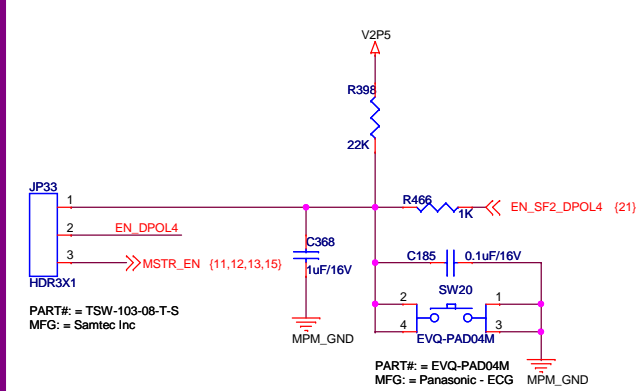 V2P5
R398
22K
JP33
1
2 EN_DPOL4
3 MSTR_EN {11,12,13,15}
HDR3X1
PART#: = TSW-103-08-T-S
MFG: = Samtec Inc
C368
1uF/16V
MPM_GND
R466
1K
EN_SF2_DPOL4 {21}
C185 0.1uF/16V
SW20
2 1
4 3
EVQ-PAD04M
PART#: = EVQ-PAD04M
MFG: = Panasonic - ECG
MPM_GND